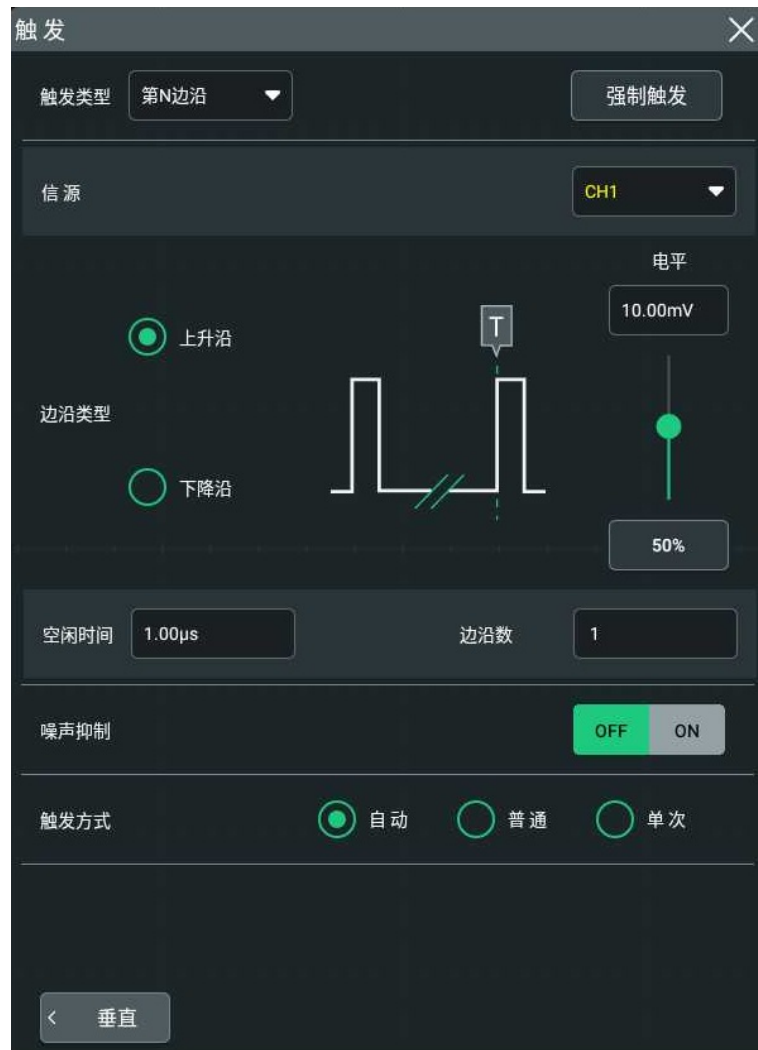 触发
触发类型 第N边沿 强制触发
信源 CH1
电平
10.00mV
上升沿
T
边沿类型
下降沿
50%
空闲时间 1.00μs 边沿数 1
噪声抑制 OFF ON
触发方式 自动 普通 单次
< 垂直